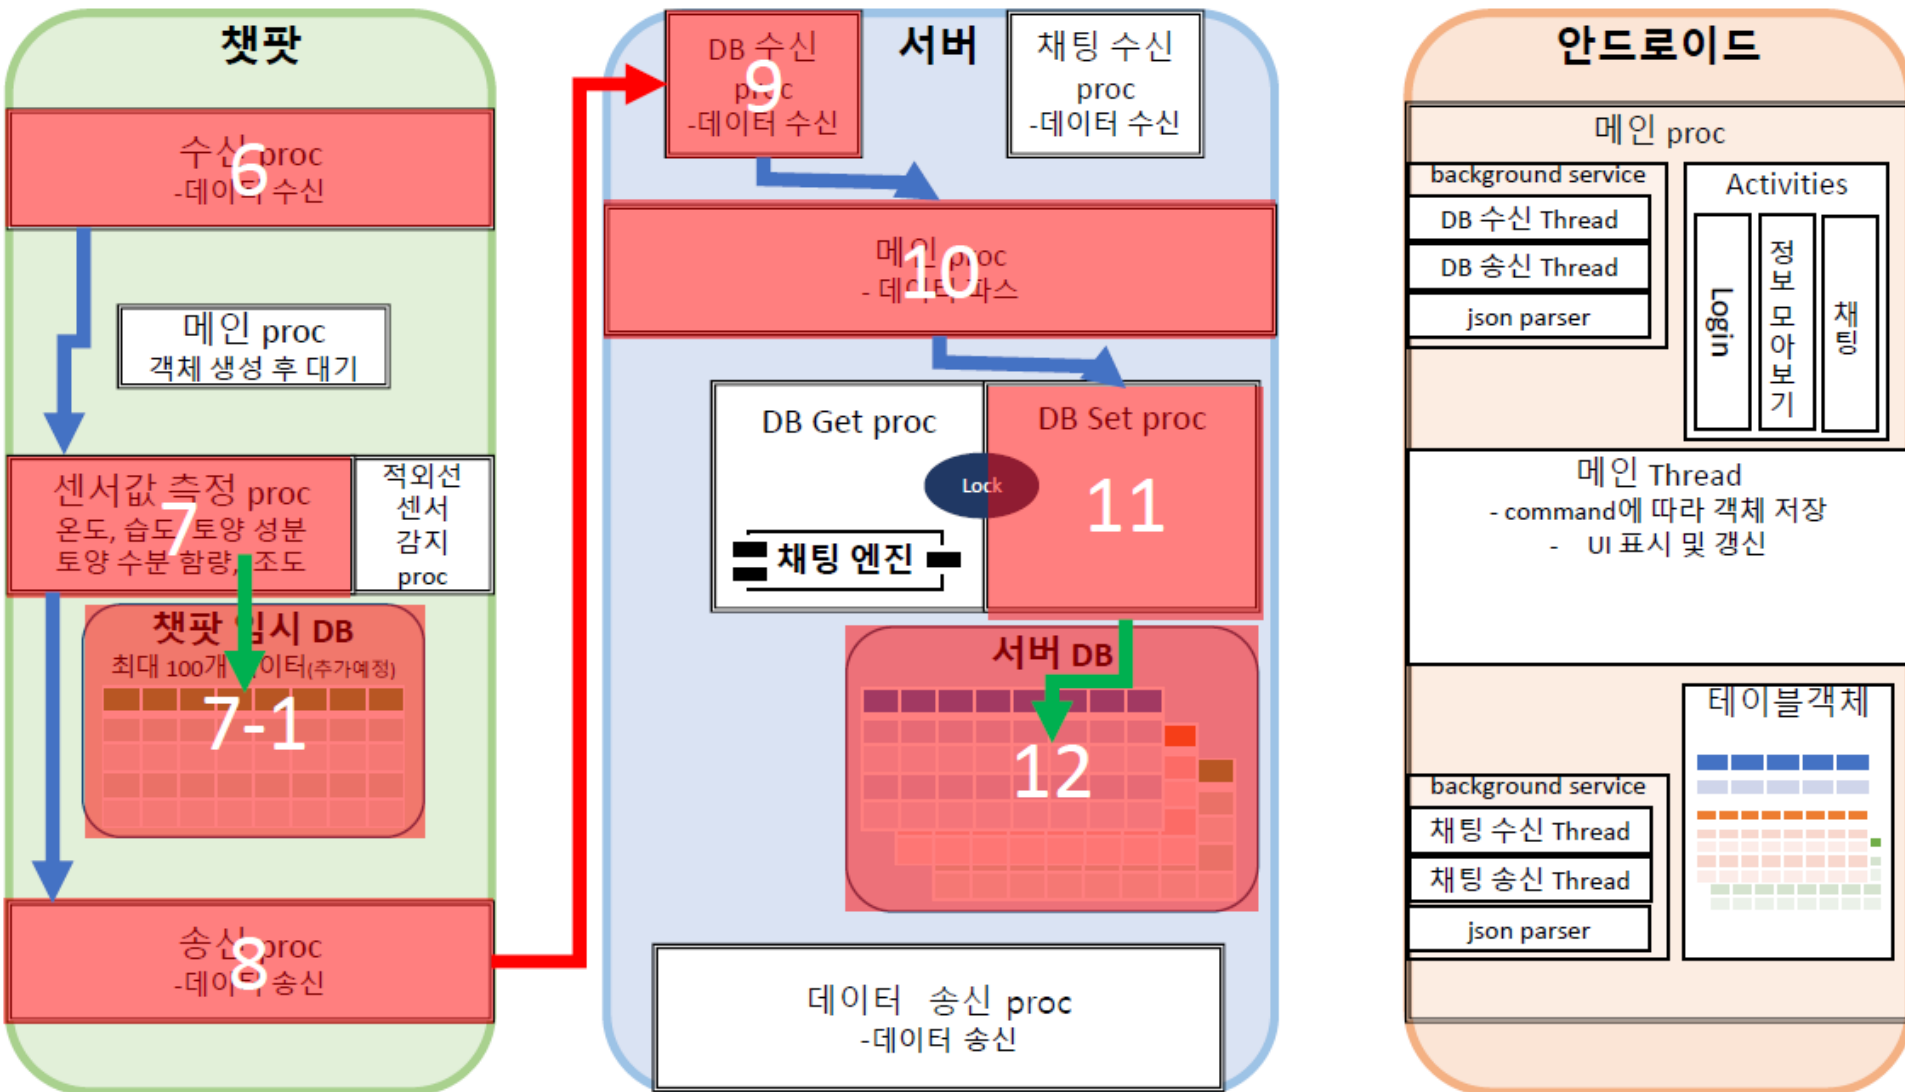 챗팟
수신 proc
-데이터 수신
6
메인 proc
객체 생성 후 대기
센서값 측정 proc
온도, 습도, 토양 성분
토양 수분 함량, 조도
7
적외선
센서
감지
proc
챗팟 임시 DB
최대 100개 데이터(추가예정)
7-1
송신 proc
-데이터 송신
8
서버
DB 수신
proc
-데이터 수신
9
채팅 수신
proc
-데이터 수신
메인 proc
- 데이터 파스
10
DB Get proc
채팅 엔진
Lock
DB Set proc
11
서버 DB
12
데이터 송신 proc
-데이터 송신
안드로이드
메인 proc
background service
DB 수신 Thread
DB 송신 Thread
json parser
Activities
Login
정보 모아보기
채팅
메인 Thread
- command에 따라 객체 저장
- UI 표시 및 갱신
테이블객체
background service
채팅 수신 Thread
채팅 송신 Thread
json parser